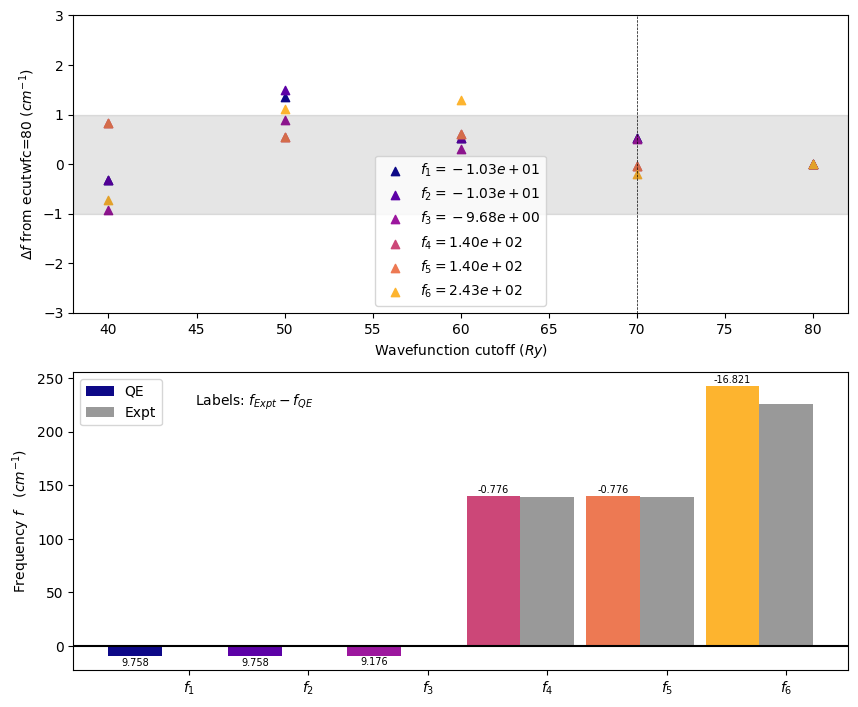 3
2
1
0
−1
−2
−3
Δf from ecutwfc=80 (cm⁻¹)
f₁ = −1.03e + 01
f₂ = −1.03e + 01
f₃ = −9.68e + 00
f₄ = 1.40e + 02
f₅ = 1.40e + 02
f₆ = 2.43e + 02
40 45 50 55 60 65 70 75 80
Wavefunction cutoff (Ry)
250
200
150
100
50
0
Frequency f (cm⁻¹)
QE
Expt
Labels: f_Expt − f_QE
9.758
9.758
9.176
-0.776
-0.776
-16.821
f₁ f₂ f₃ f₄ f₅ f₆